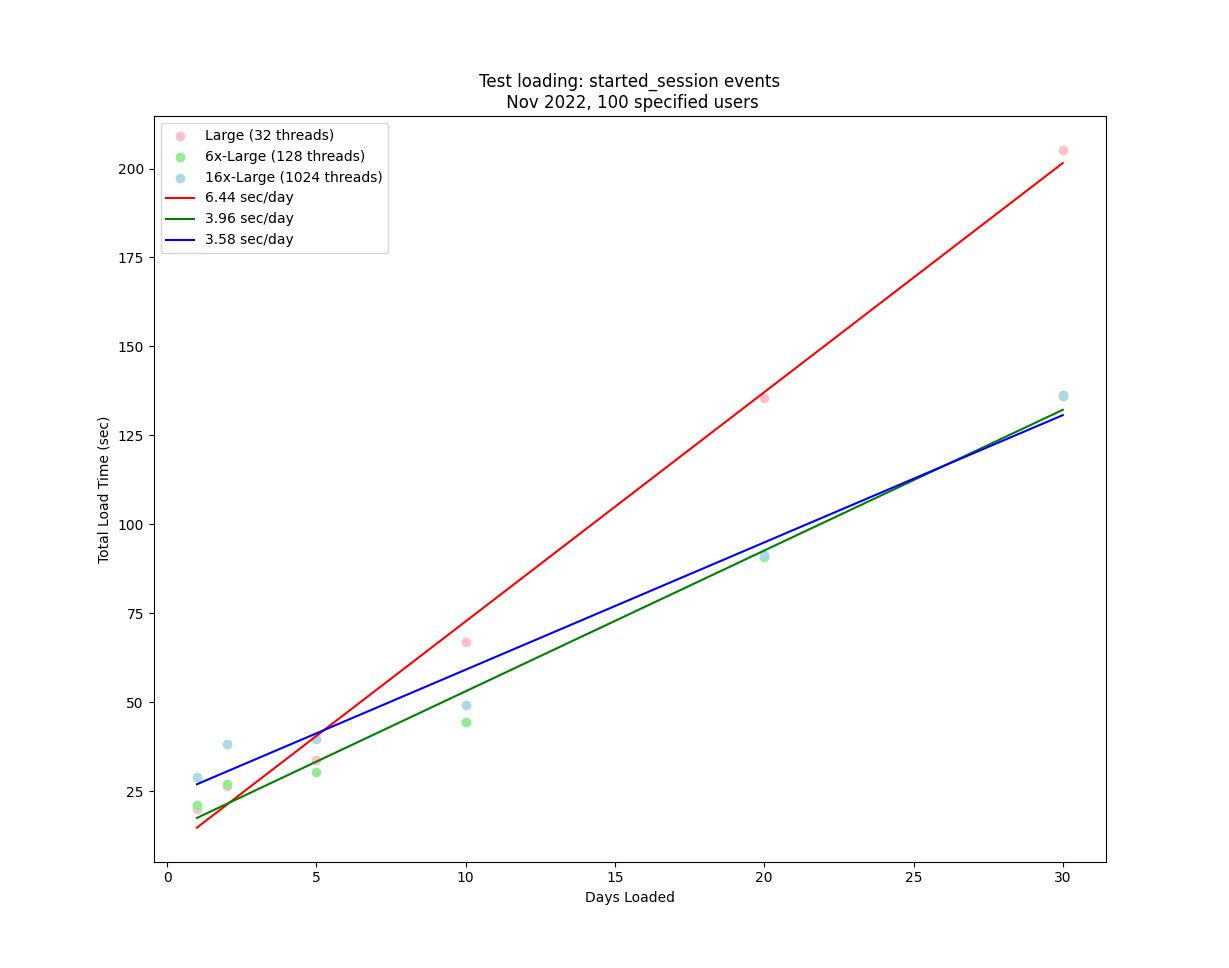 Test loading: started_session events
Nov 2022, 100 specified users
Large (32 threads)
6x-Large (128 threads)
16x-Large (1024 threads)
6.44 sec/day
3.96 sec/day
3.58 sec/day
Total Load Time (sec)
200
175
150
125
100
75
50
25
0 5 10 15 20 25 30
Days Loaded